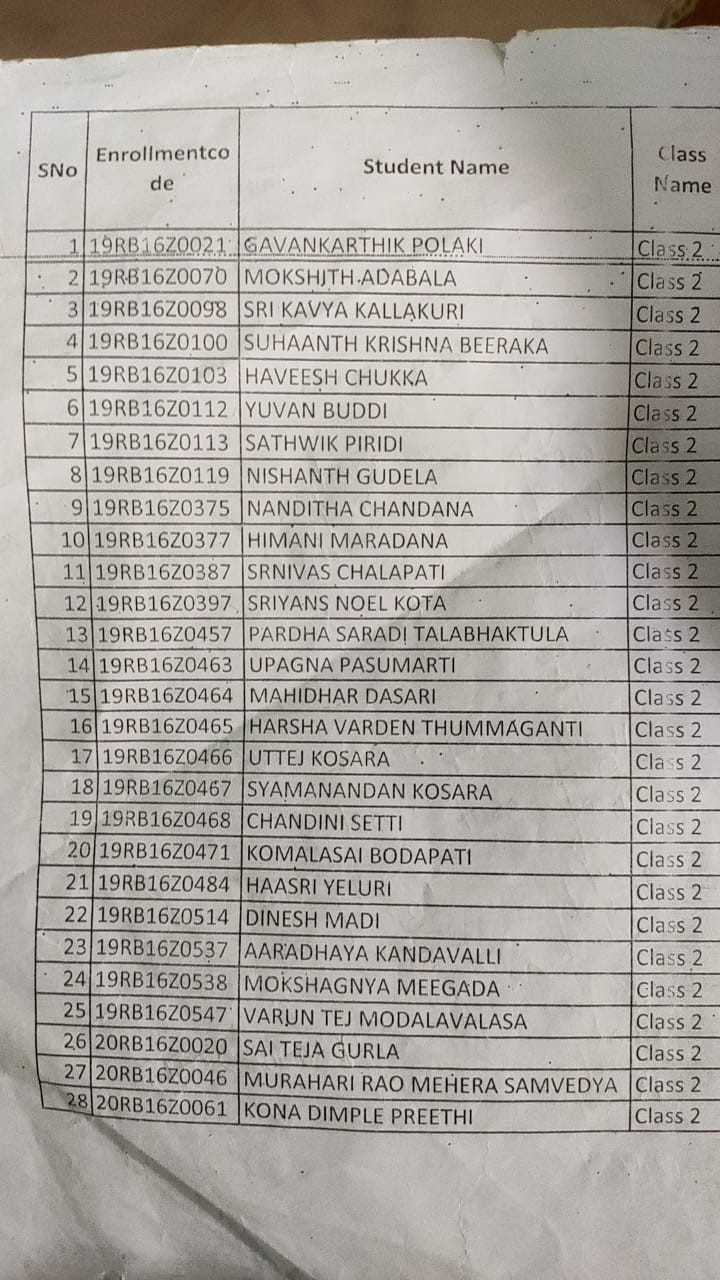 SNo Enrollmentco
de Student Name Class
Name
1 19RB16Z0021 GAVANKARTHIK POLAKI Class 2
2 19RB16Z0070 MOKSHJTH ADABALA Class 2
3 19RB16Z0098 SRI KAVYA KALLAKURI Class 2
4 19RB16Z0100 SUHAANTH KRISHNA BEERAKA Class 2
5 19RB16Z0103 HAVEESH CHUKKA Class 2
6 19RB16Z0112 YUVAN BUDDI Class 2
7 19RB16Z0113 SATHWIK PIRIDI Class 2
8 19RB16Z0119 NISHANTH GUDELA Class 2
9 19RB16Z0375 NANDITHA CHANDANA Class 2
10 19RB16Z0377 HIMANI MARADANA Class 2
11 19RB16Z0387 SRNIVAS CHALAPATI Class 2
12 19RB16Z0397 SRIYANS NOEL KOTA Class 2
13 19RB16Z0457 PARDHA SARADI TALABHAKTULA Class 2
14 19RB16Z0463 UPAGNA PASUMARTI Class 2
15 19RB16Z0464 MAHIDHAR DASARI Class 2
16 19RB16Z0465 HARSHA VARDEN THUMMAGANTI Class 2
17 19RB16Z0466 UTTEJ KOSARA Class 2
18 19RB16Z0467 SYAMANANDAN KOSARA Class 2
19 19RB16Z0468 CHANDINI SETTI Class 2
20 19RB16Z0471 KOMALASAI BODAPATI Class 2
21 19RB16Z0484 HAASRI YELURI Class 2
22 19RB16Z0514 DINESH MADI Class 2
23 19RB16Z0537 AARADHAYA KANDAVALLI Class 2
24 19RB16Z0538 MOKSHAGNYA MEEGADA Class 2
25 19RB16Z0547 VARUN TEJ MODALAVALASA Class 2
26 20RB16Z0020 SAI TEJA GURLA Class 2
27 20RB16Z0046 MURAHARI RAO MEHERA SAMVEDYA Class 2
28 20RB16Z0061 KONA DIMPLE PREETHI Class 2